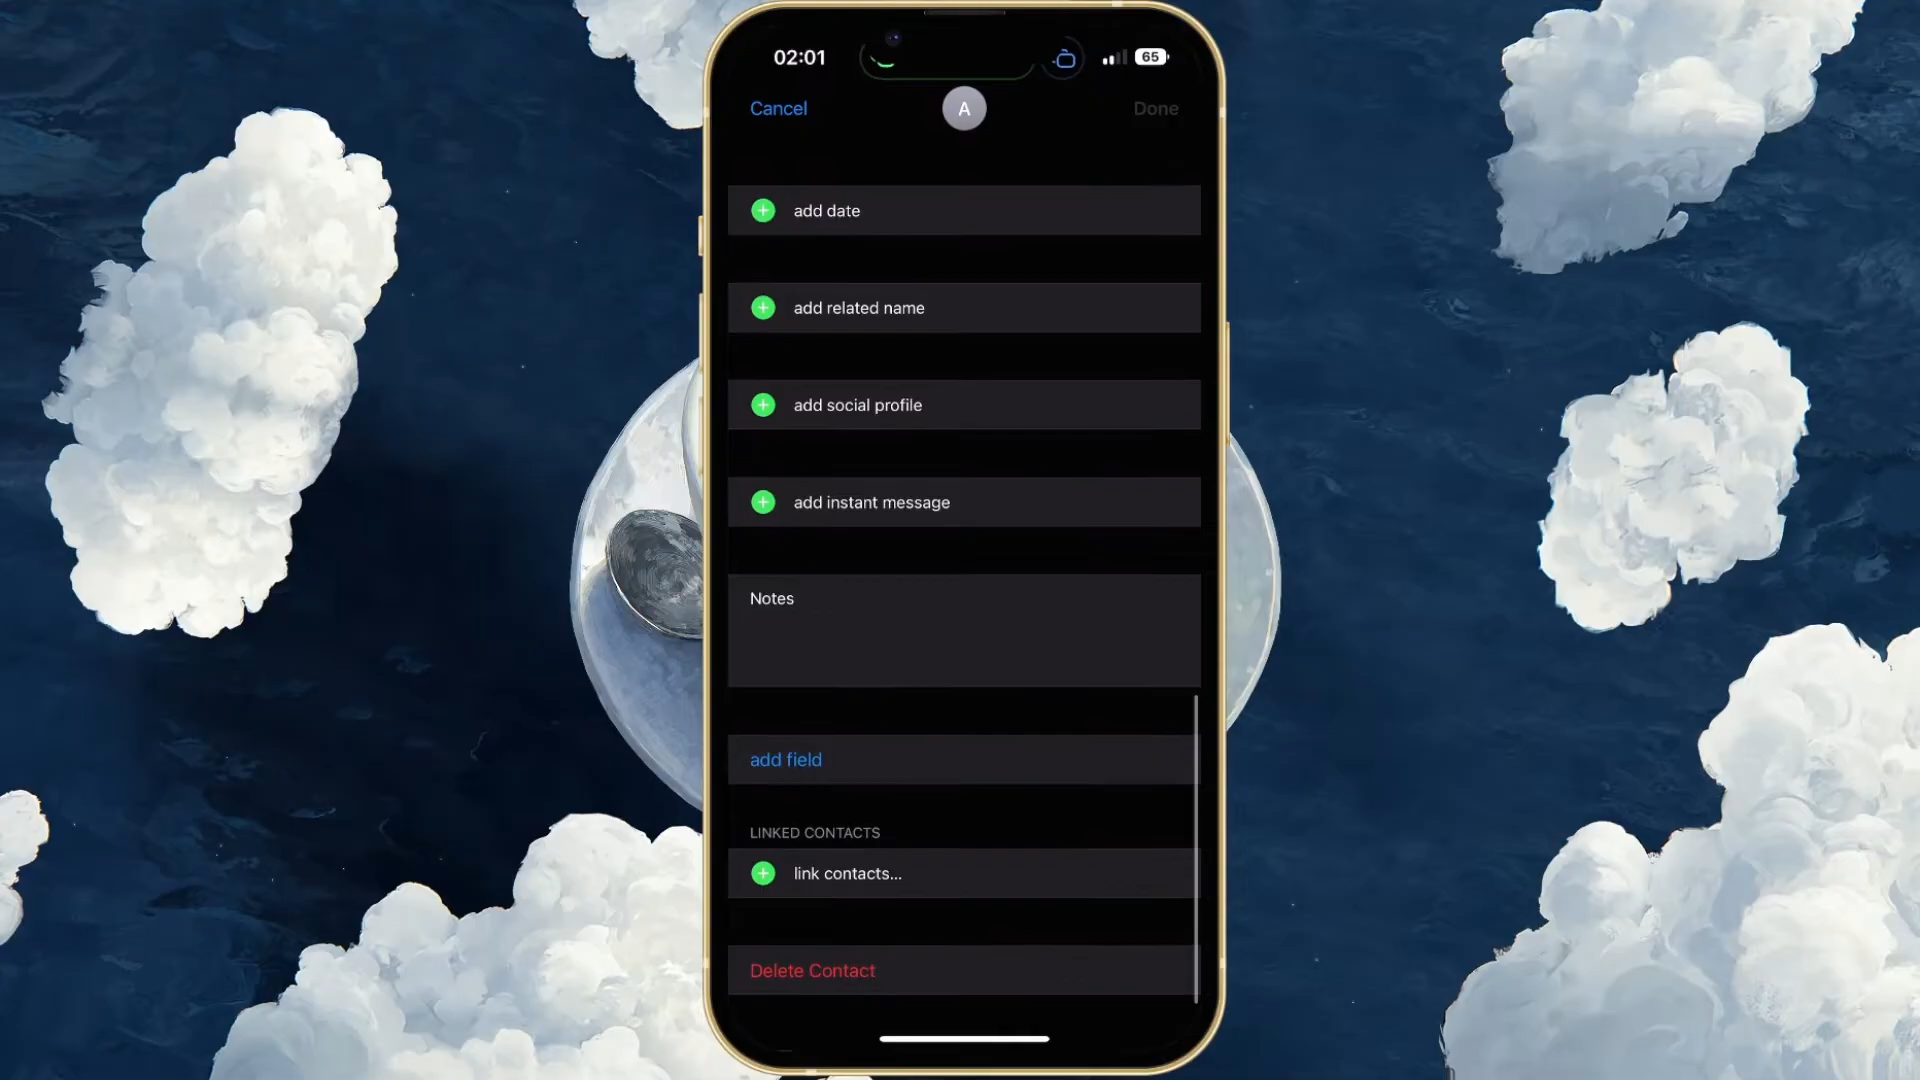 02:01
65
Cancel
A
Done
add date
add related name
add social profile
add instant message
Notes
add field
LINKED CONTACTS
link contacts...
Delete Contact